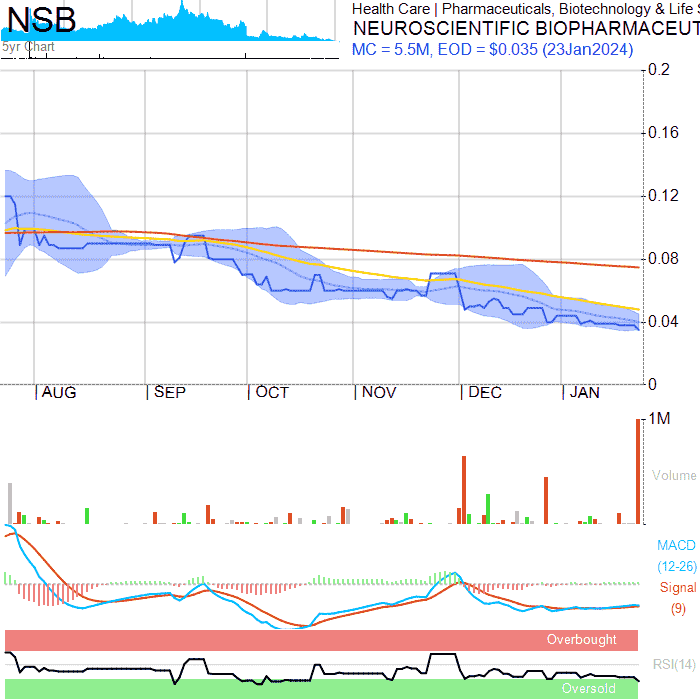 NSB
5yr Chart
Health Care | Pharmaceuticals, Biotechnology & Life S
NEUROSCIENTIFIC BIOPHARMACEUT
MC = 5.5M, EOD = $0.035 (23Jan2024)
0.2
0.16
0.12
0.08
0.04
0
AUG SEP OCT NOV DEC JAN
1M
Volume
MACD
(12-26)
Signal
(9)
Overbought
RSI(14)
Oversold